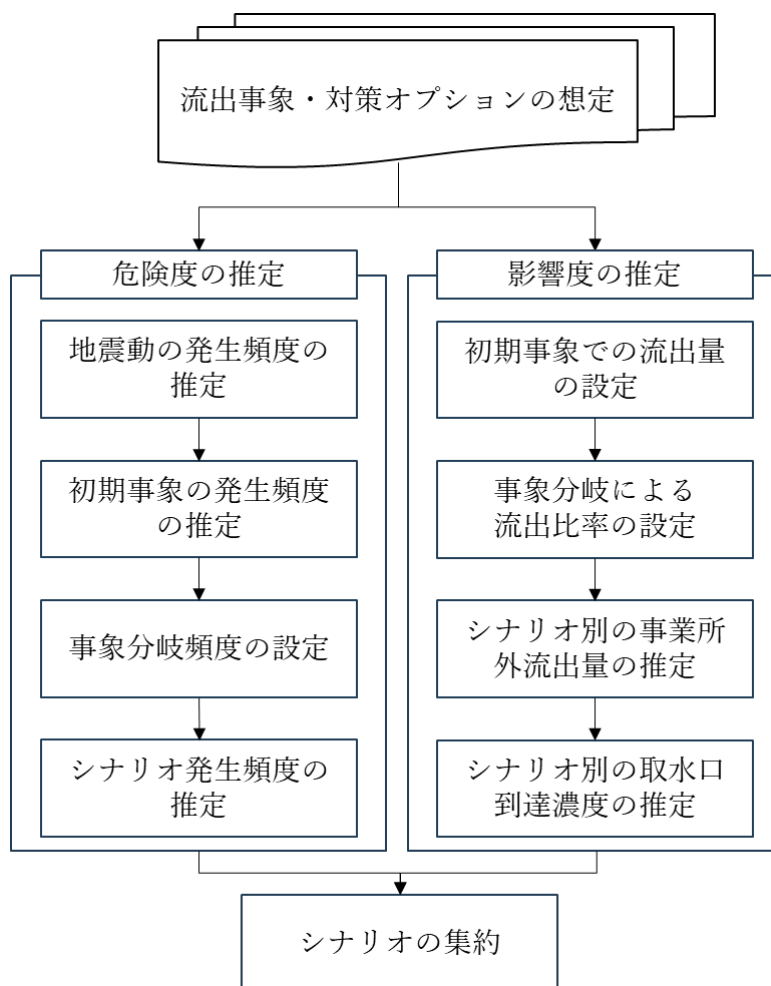 流出事象・対策オプションの想定
危険度の推定
地震動の発生頻度の
推定
初期事象の発生頻度
の推定
事象分岐頻度の設定
シナリオ発生頻度の
推定
影響度の推定
初期事象での流出量
の設定
事象分岐による
流出比率の設定
シナリオ別の事業所
外流出量の推定
シナリオ別の取水口
到達濃度の推定
シナリオの集約